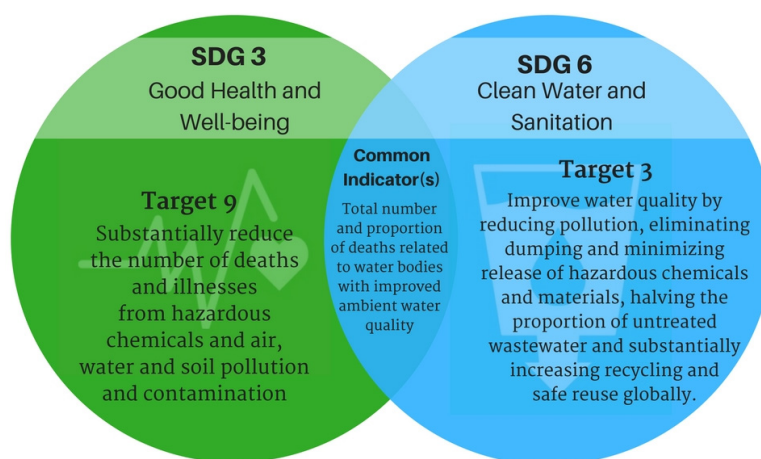 SDG 3
Good Health and
Well-being
Target 9
Substantially reduce
the number of deaths
and illnesses
from hazardous
chemicals and air,
water and soil pollution
and contamination
Common
Indicator(s)
Total number
and proportion
of deaths related
to water bodies
with improved
ambient water
quality
SDG 6
Clean Water and
Sanitation
Target 3
Improve water quality by
reducing pollution, eliminating
dumping and minimizing
release of hazardous chemicals
and materials, halving the
proportion of untreated
wastewater and substantially
increasing recycling and
safe reuse globally.